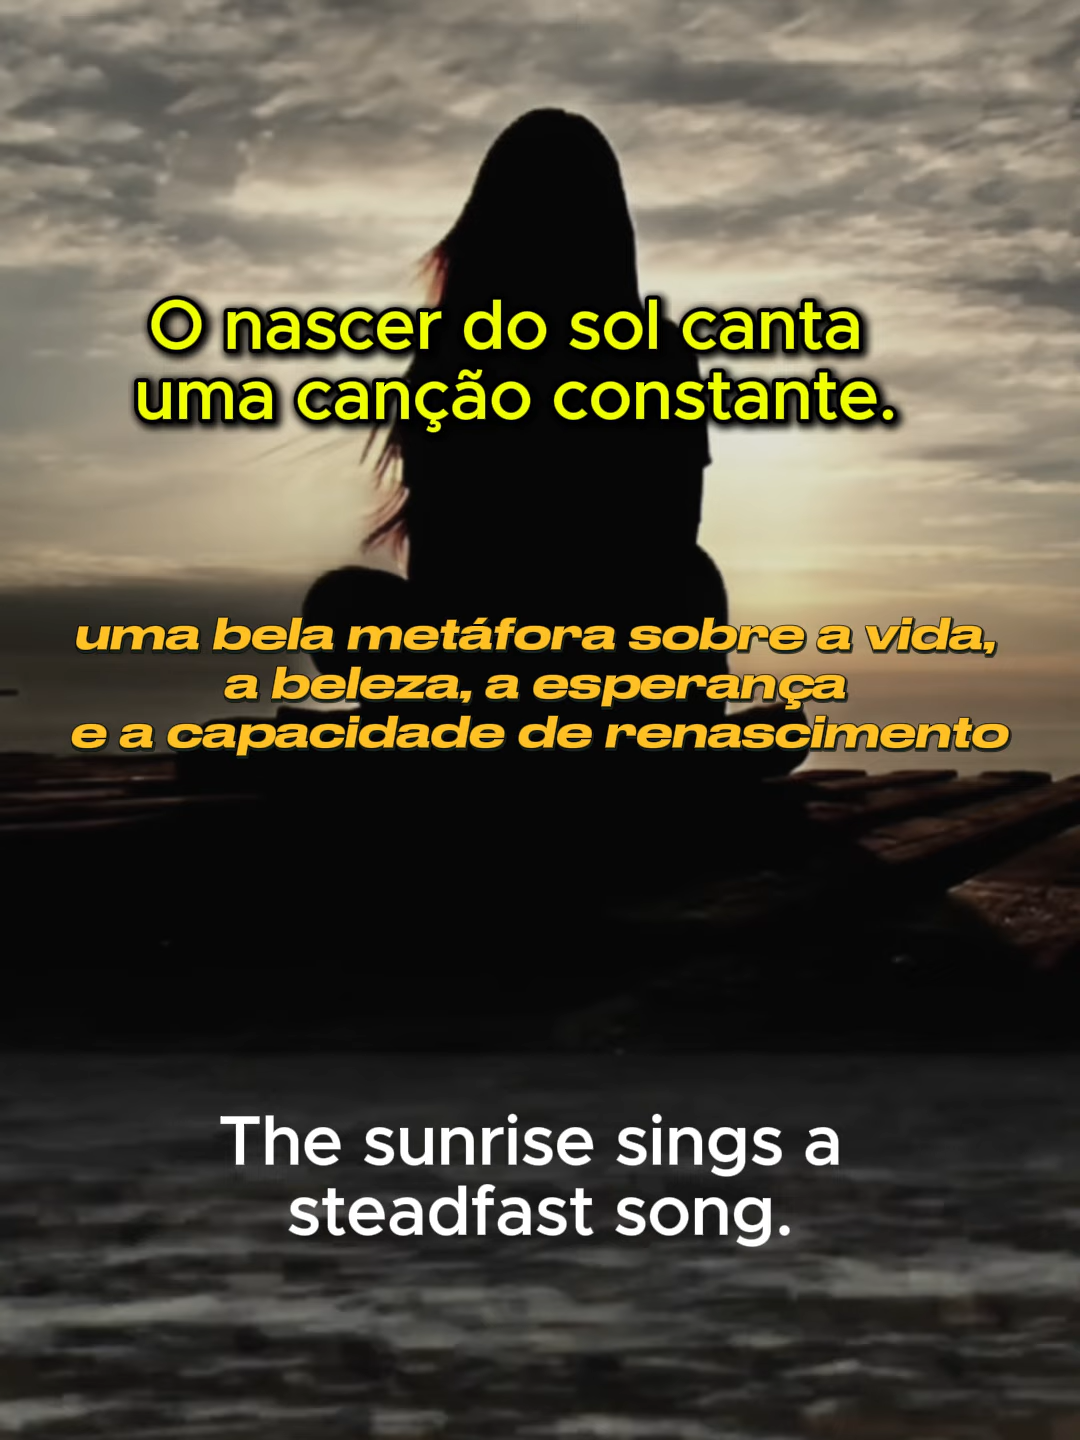 O nascer do sol canta
uma canção constante.
uma bela metáfora sobre a vida,
a beleza, a esperança
e a capacidade de renascimento
The sunrise sings a
steadfast song.